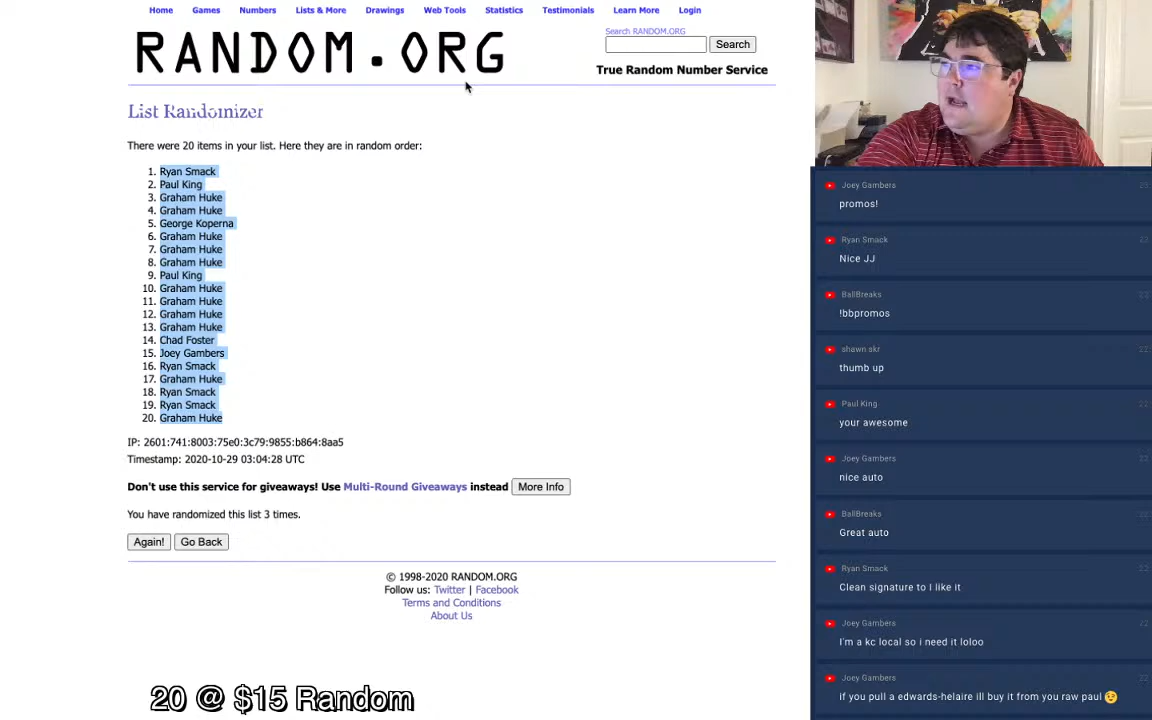 Home Games Numbers Lists & More Drawings Web Tools Statistics Testimonials Learn More Login
RANDOM.ORG
Search RANDOM.ORG
Search
True Random Number Service
List Randomizer
There were 20 items in your list. Here they are in random order:
1. Ryan Smack
2. Paul King
3. Graham Huke
4. Graham Huke
5. George Koperna
6. Graham Huke
7. Graham Huke
8. Graham Huke
9. Paul King
10. Graham Huke
11. Graham Huke
12. Graham Huke
13. Graham Huke
14. Chad Foster
15. Joey Gambers
16. Ryan Smack
17. Graham Huke
18. Ryan Smack
19. Ryan Smack
20. Graham Huke
IP: 2601:741:8003:75e0:3c79:9855:b864:8aa5
Timestamp: 2020-10-29 03:04:28 UTC
Don't use this service for giveaways! Use Multi-Round Giveaways instead More Info
You have randomized this list 3 times.
Again! Go Back
© 1998-2020 RANDOM.ORG
Follow us: Twitter | Facebook
Terms and Conditions
About Us
20 @ $15 Random
Joey Gambers
promos!
Ryan Smack
Nice JJ
BallBreaks
!bbpromos
shawn skr
thumb up
Paul King
your awesome
Joey Gambers
nice auto
BallBreaks
Great auto
Ryan Smack
Clean signature to I like it
Joey Gambers
I'm a kc local so i need it loloo
Joey Gambers
if you pull a edwards-helaire ill buy it from you raw paul